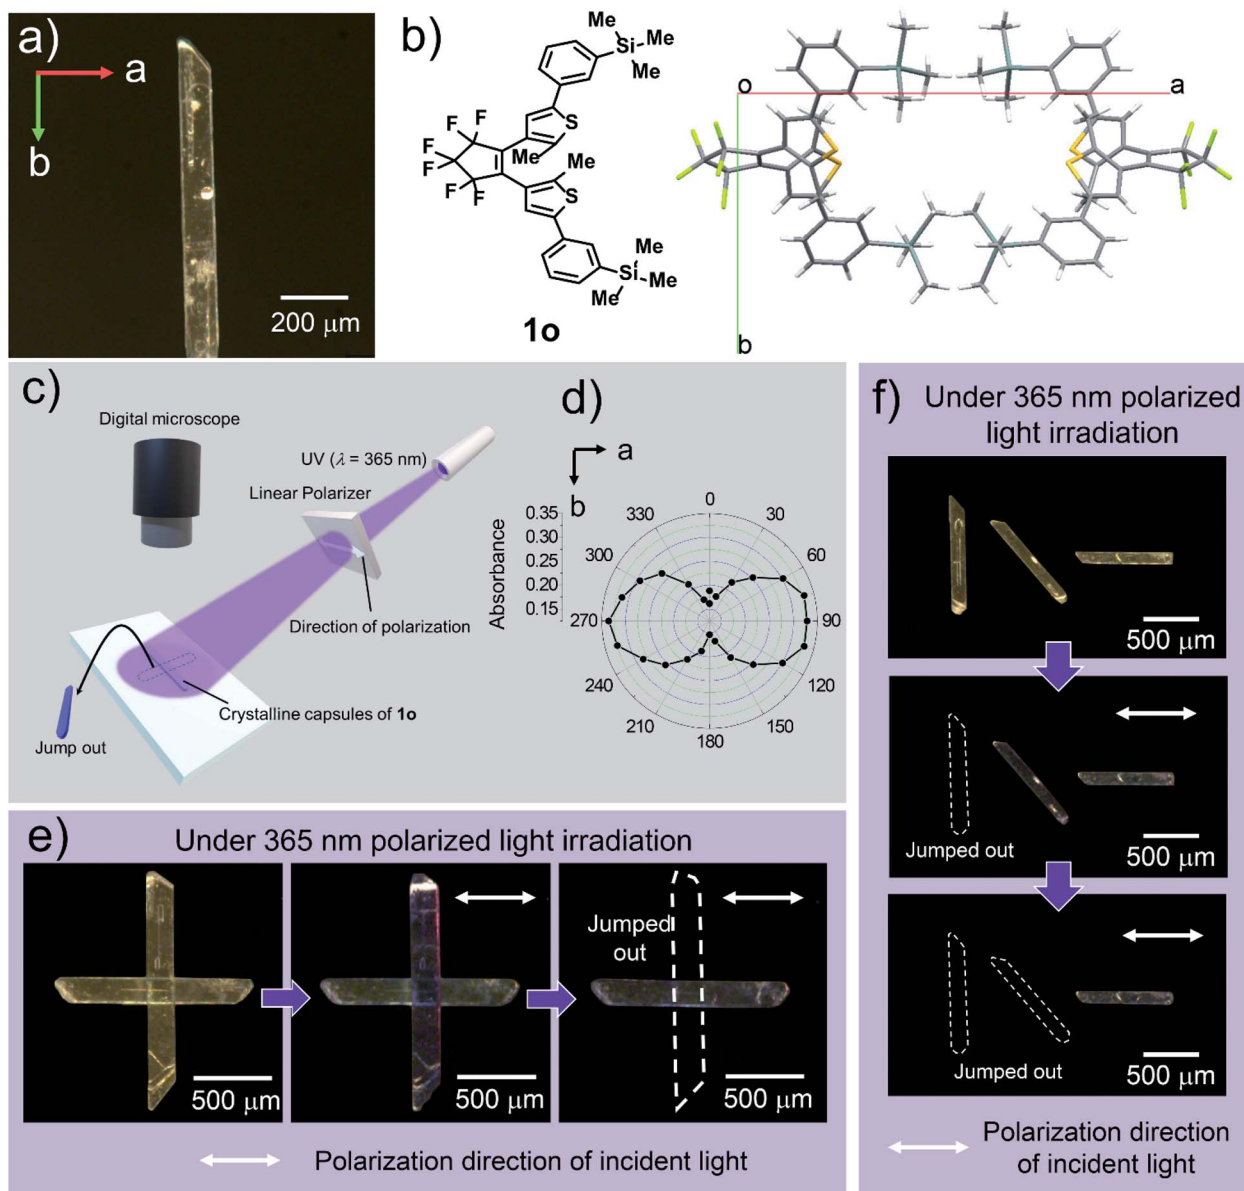 a)
a
b
200 μm
b)
Me
Me
Si
Me
F
F
F
F
F
F
S
Me
Me
S
Si
Me
Me
Me
1o
o
a
b
c)
Digital microscope
UV (λ = 365 nm)
Linear Polarizer
Direction of polarization
Crystalline capsules of 1o
Jump out
d)
a
b
Absorbance
0.35
0.30
0.25
0.20
0.15
0
30
60
90
120
150
180
210
240
270
300
330
e)
Under 365 nm polarized light irradiation
500 μm
500 μm
Jumped
out
500 μm
Polarization direction of incident light
f)
Under 365 nm polarized
light irradiation
500 μm
Jumped out
500 μm
Jumped out
500 μm
Polarization direction
of incident light